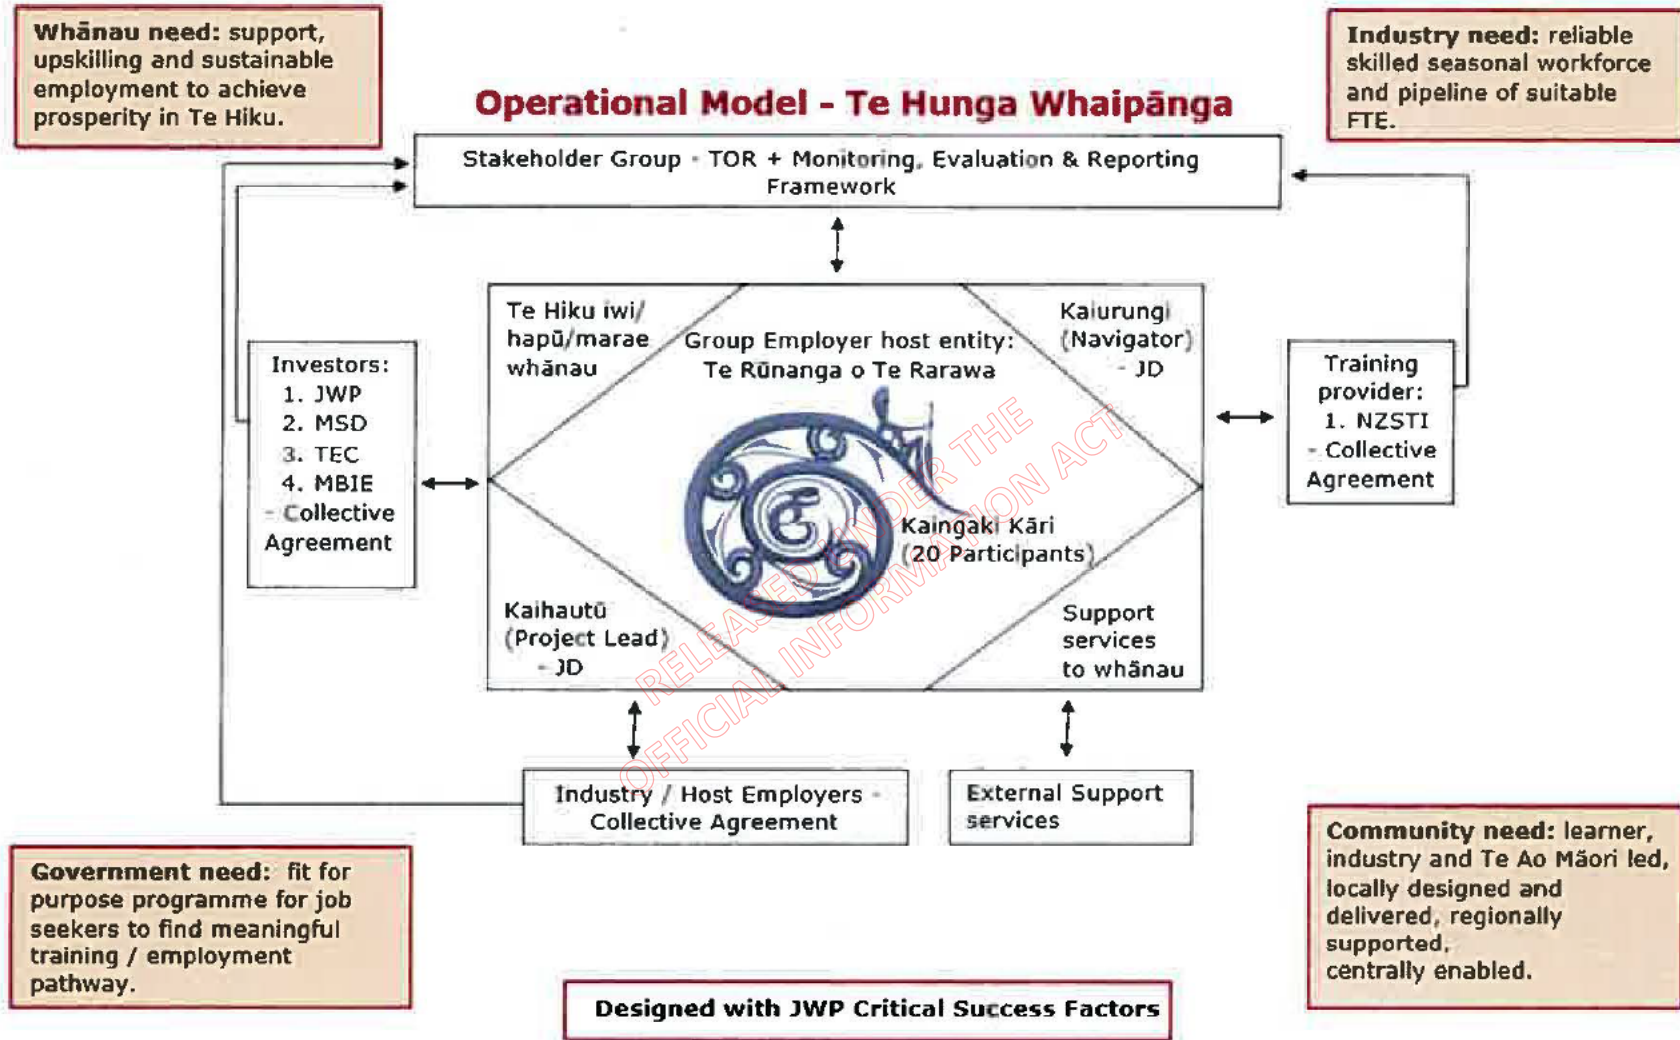 Whānau need: support,
upskilling and sustainable
employment to achieve
prosperity in Te Hiku.
Industry need: reliable
skilled seasonal workforce
and pipeline of suitable
FTE.
Operational Model - Te Hunga Whaipānga
Stakeholder Group - TOR + Monitoring, Evaluation & Reporting
Framework
Te Hiku iwi/
hapū/marae
whānau
Group Employer host entity:
Te Rūnanga o Te Rarawa
Kaiurungi
(Navigator)
- JD
Investors:
1. JWP
2. MSD
3. TEC
4. MBIE
- Collective
Agreement
Training
provider:
1. NZSTI
- Collective
Agreement
Kaingaki Kāri
(20 Participants)
Kaihautū
(Project Lead)
- JD
Support
services
to whānau
RELEASED UNDER THE
OFFICIAL INFORMATION ACT
Industry / Host Employers -
Collective Agreement
External Support
services
Government need: fit for
purpose programme for job
seekers to find meaningful
training / employment
pathway.
Community need: learner,
industry and Te Ao Māori led,
locally designed and
delivered, regionally
supported,
centrally enabled.
Designed with JWP Critical Success Factors